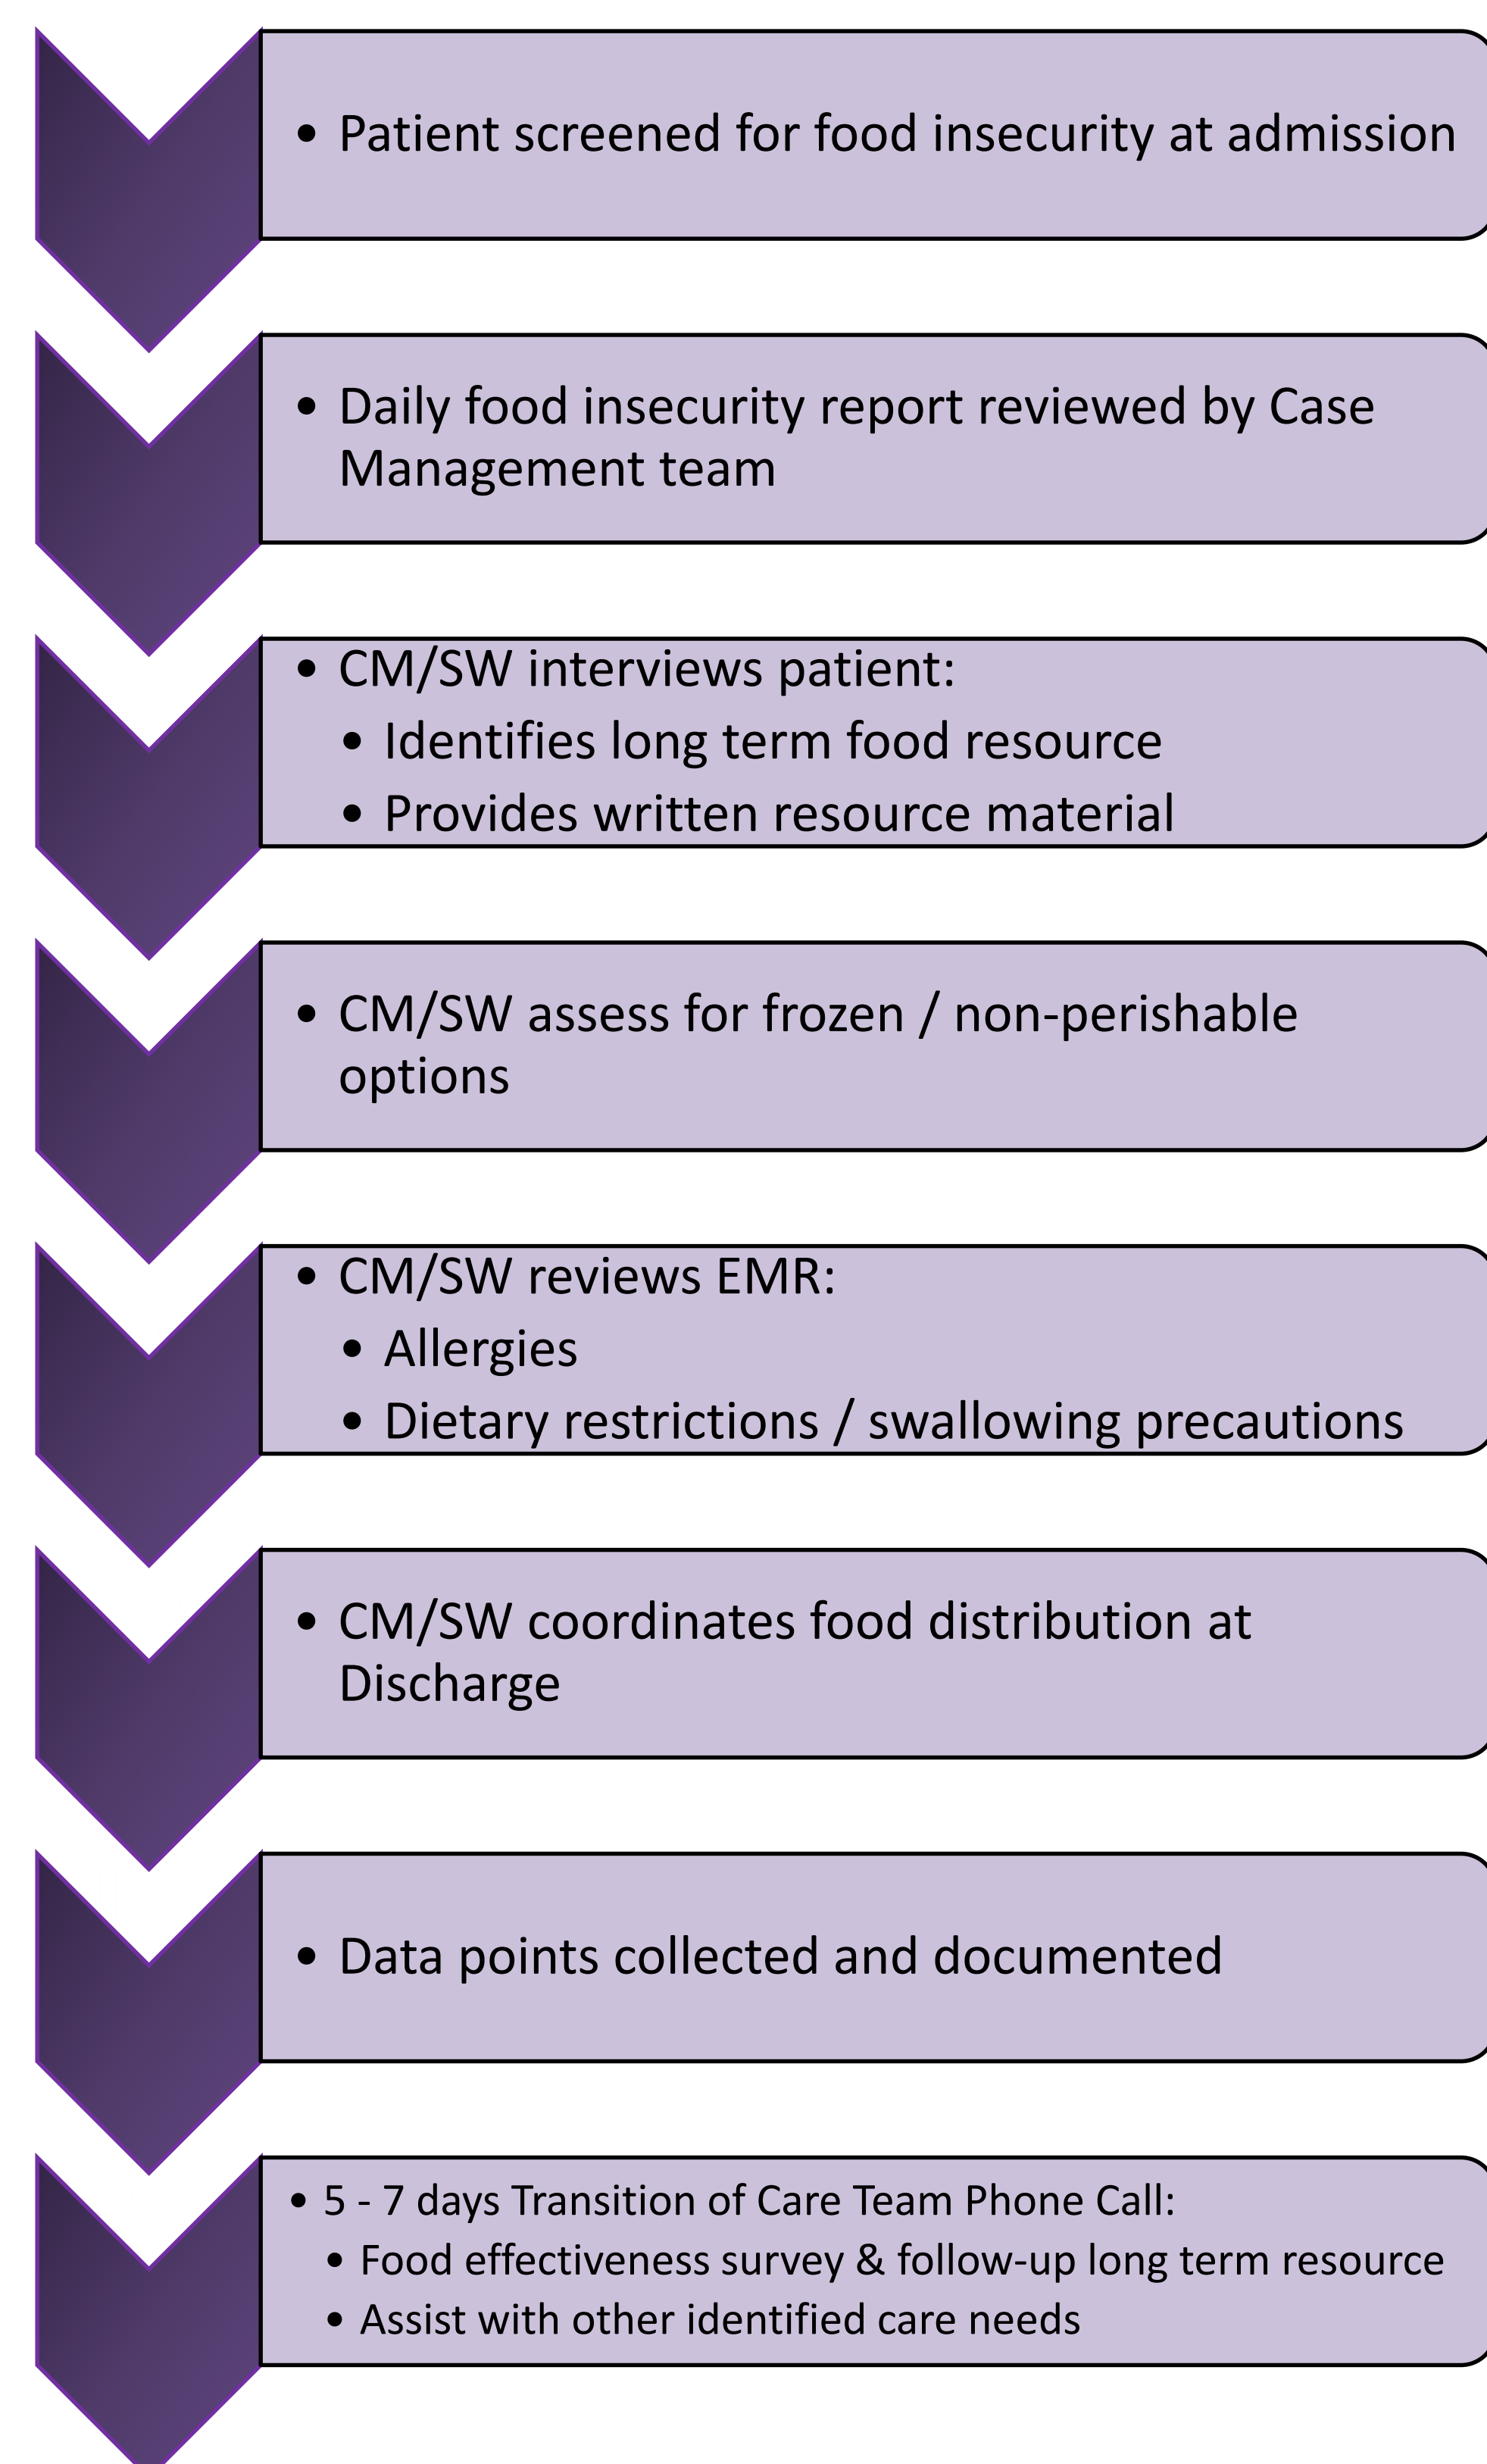 • Patient screened for food insecurity at admission
• Daily food insecurity report reviewed by Case
Management team
• CM/SW interviews patient:
• Identifies long term food resource
• Provides written resource material
• CM/SW assess for frozen / non-perishable
options
• CM/SW reviews EMR:
• Allergies
• Dietary restrictions / swallowing precautions
• CM/SW coordinates food distribution at
Discharge
• Data points collected and documented
• 5 - 7 days Transition of Care Team Phone Call:
• Food effectiveness survey & follow-up long term resource
• Assist with other identified care needs